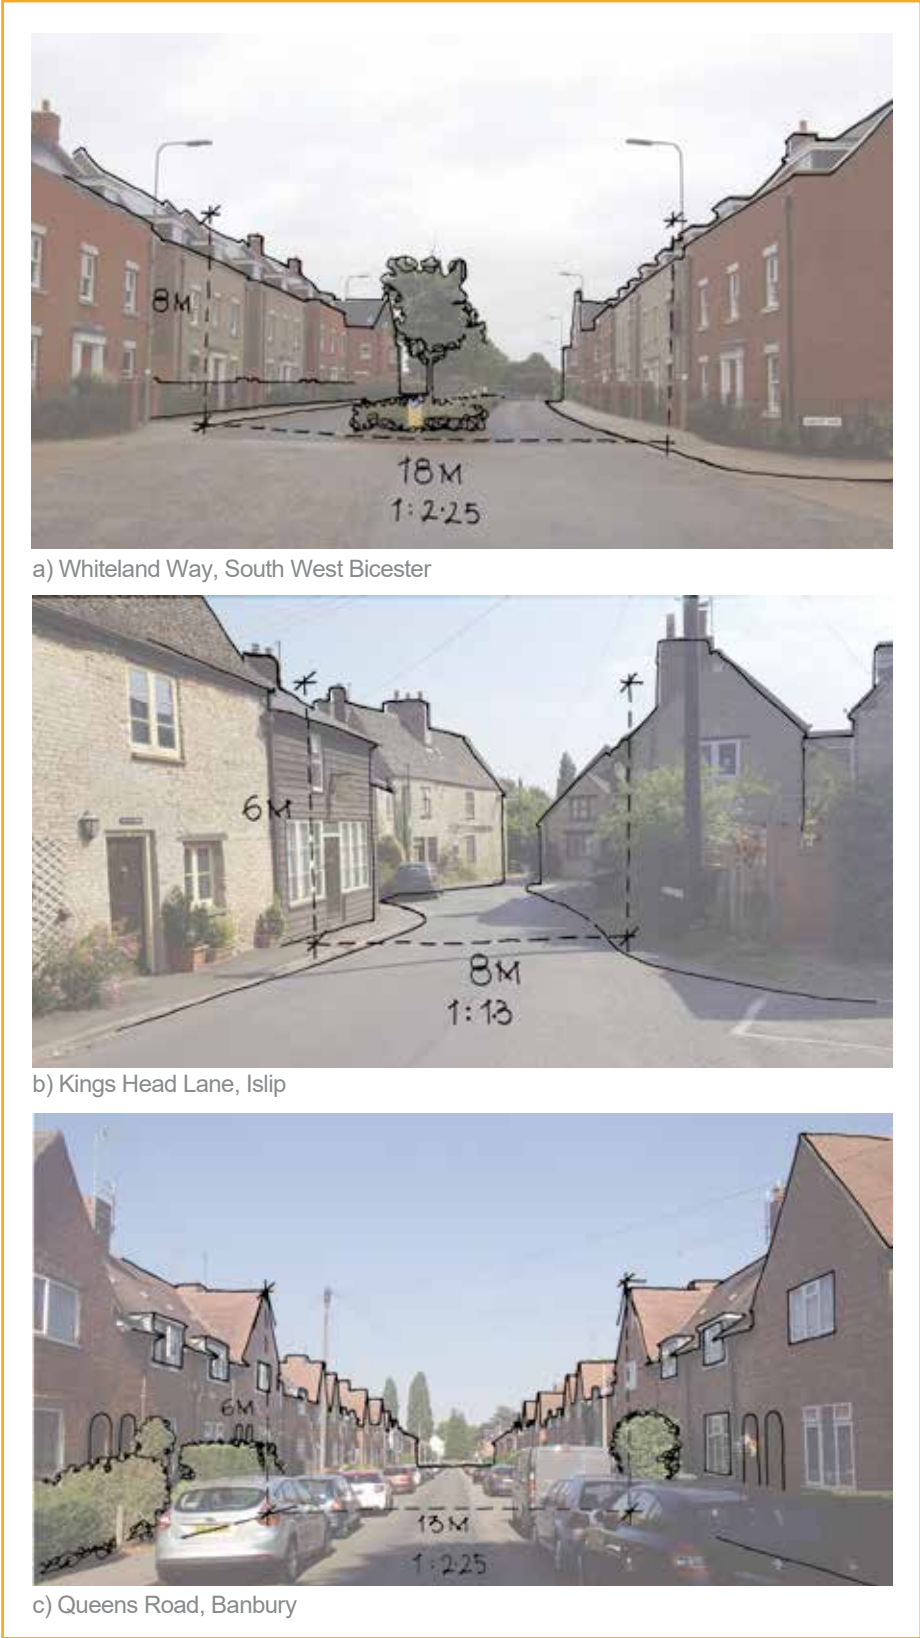 8M
18M
1:2.25
a) Whiteland Way, South West Bicester
6M
8M
1:1.3
b) Kings Head Lane, Islip
6M
13M
1:2.25
c) Queens Road, Banbury